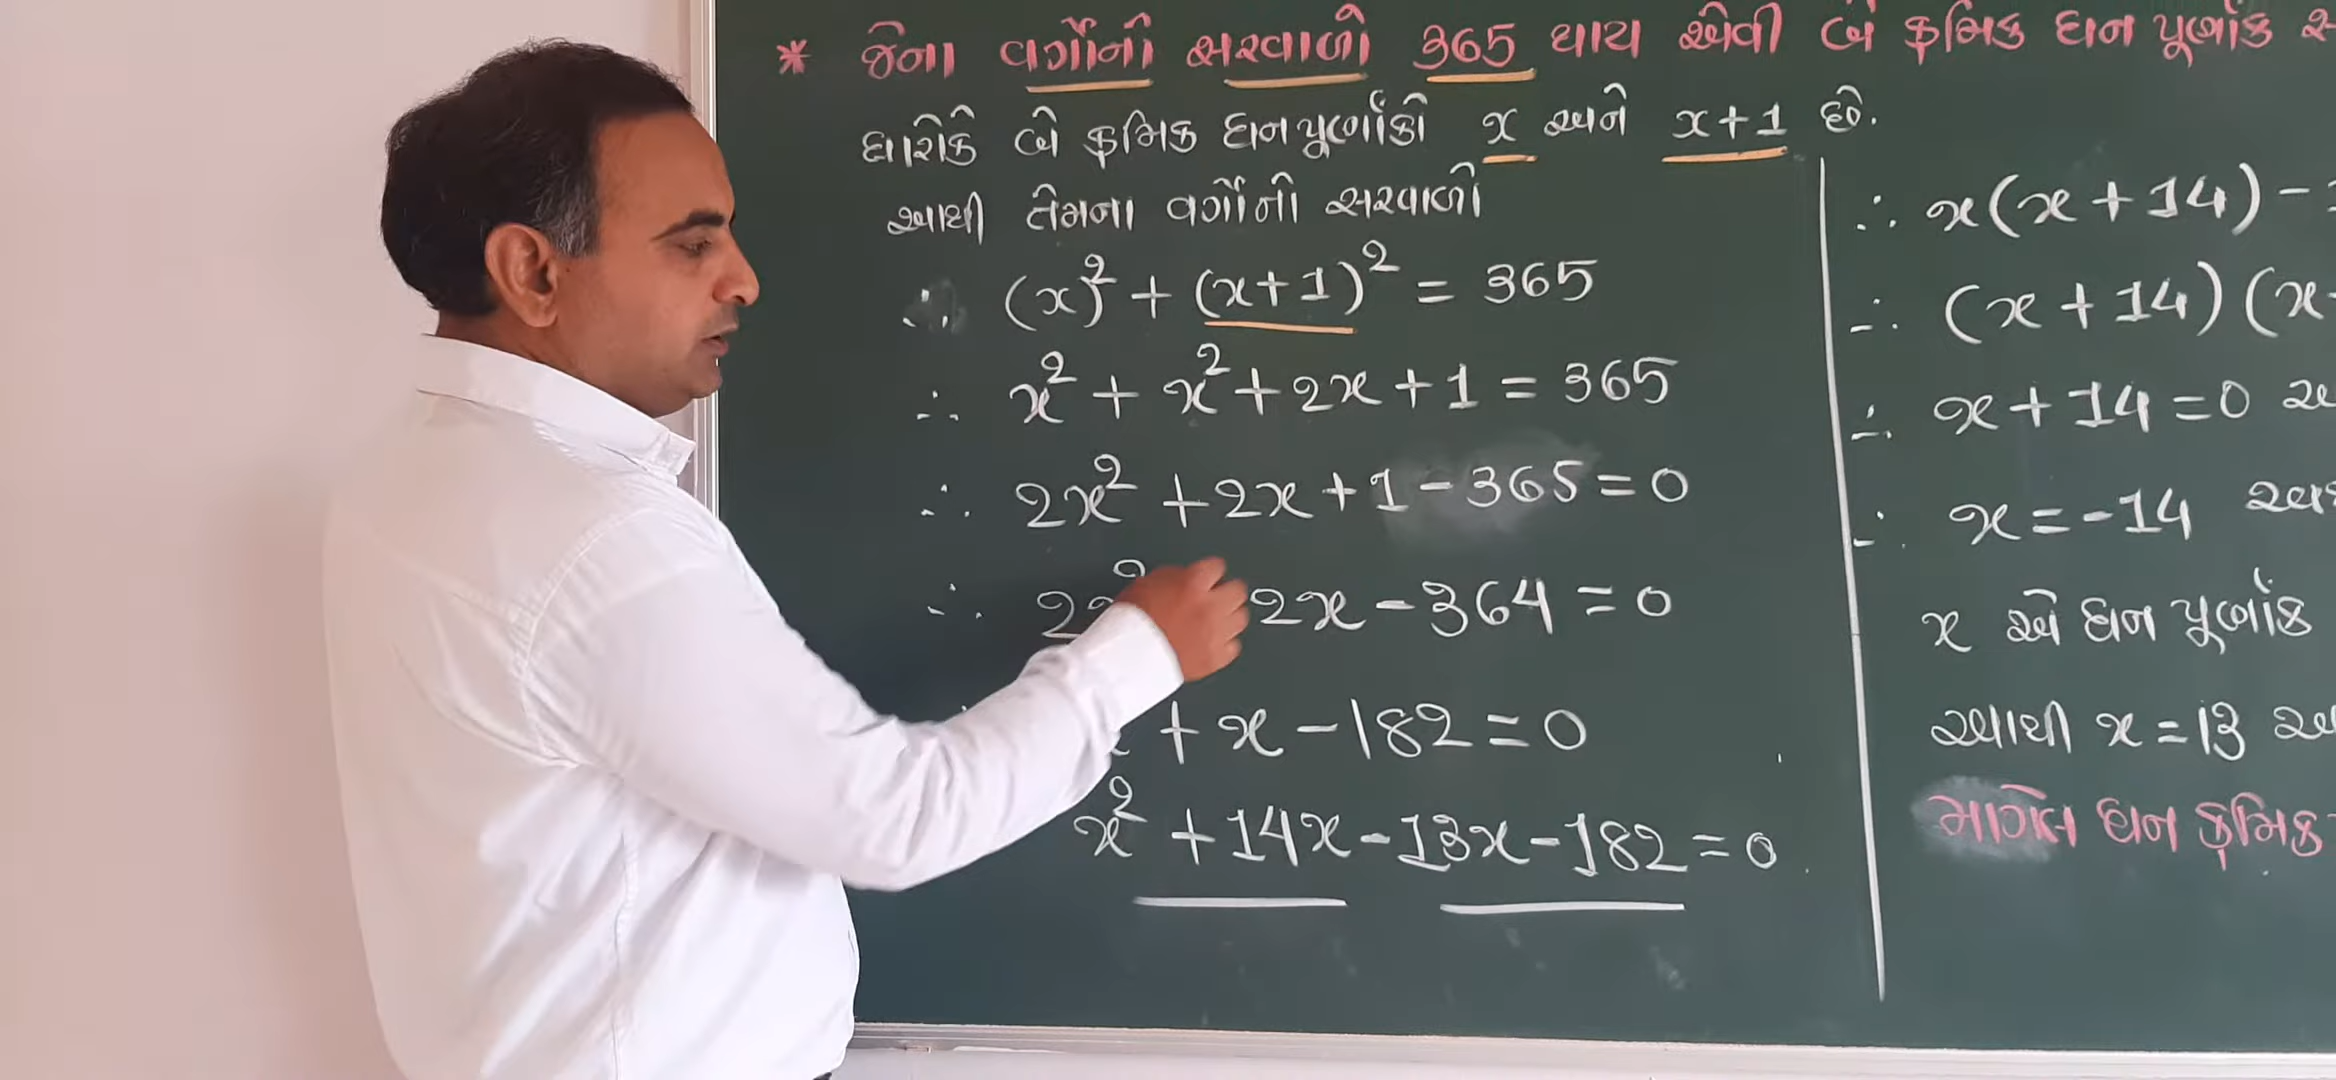 * જેના વર્ગોનો સરવાળો 365 થાય એવી બે ક્રમિક ધન પૂર્ણાંક
ધારોકે બે ક્રમિક ધન પૂર્ણાંકો x અને x+1 છે.
આથી તેમના વર્ગોનો સરવાળો
∴ (x)² + (x+1)² = 365
∴ x² + x² + 2x + 1 = 365
∴ 2x² + 2x + 1 - 365 = 0
∴ 2x² 2x - 364 = 0
+ x - 182 = 0
x² + 14x - 13x - 182 = 0
∴ x(x + 14) -
∴ (x + 14) (x
∴ x + 14 = 0
∴ x = -14
x એ ધન પૂર્ણાંક
આથી x = 13
માગેલ ધન ક્રમિક